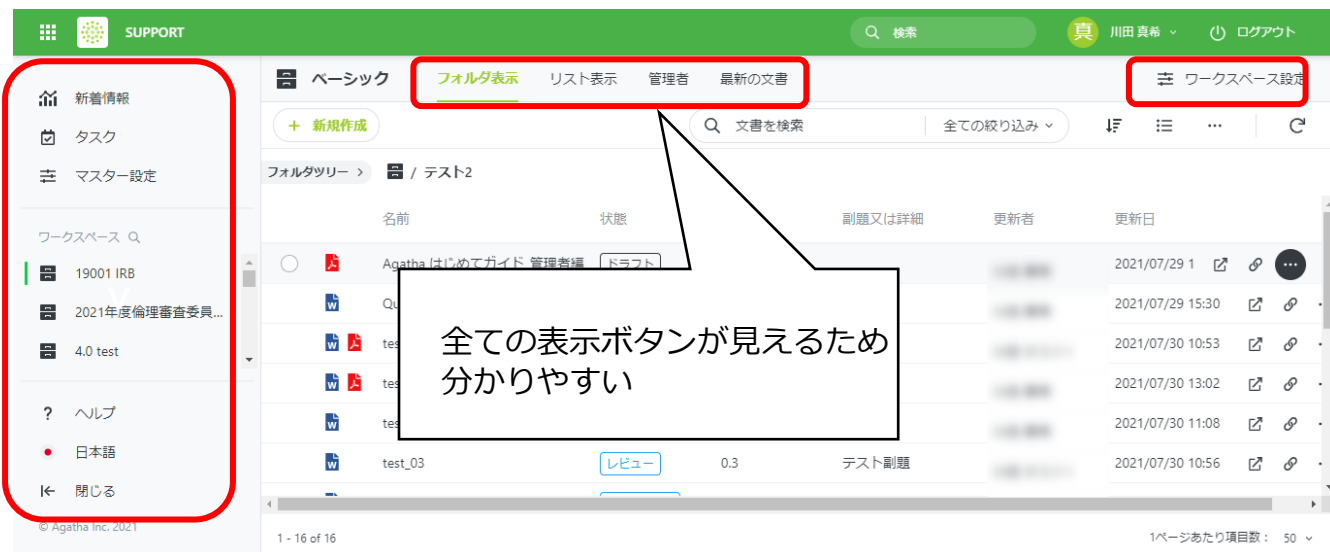 SUPPORT
検索
真
川田 真希
ログアウト
新着情報
タスク
マスター設定
ワークスペース
19001 IRB
2021年度倫理審査委員...
4.0 test
ヘルプ
日本語
閉じる
© Agatha Inc. 2021
ベーシック
フォルダ表示
リスト表示
管理者
最新の文書
ワークスペース設定
+ 新規作成
文書を検索
全ての絞り込み
フォルダツリー >
/ テスト2
名前
状態
副題又は詳細
更新者
更新日
Agatha はじめてガイド 管理者編
ドラフト
2021/07/29 1
Qu
2021/07/29 15:30
tes
2021/07/30 10:53
tes
2021/07/30 13:02
tes
2021/07/30 11:08
test_03
レビュー
0.3
テスト副題
2021/07/30 10:56
全ての表示ボタンが見えるため
分かりやすい
1 - 16 of 16
1ページあたり項目数： 50